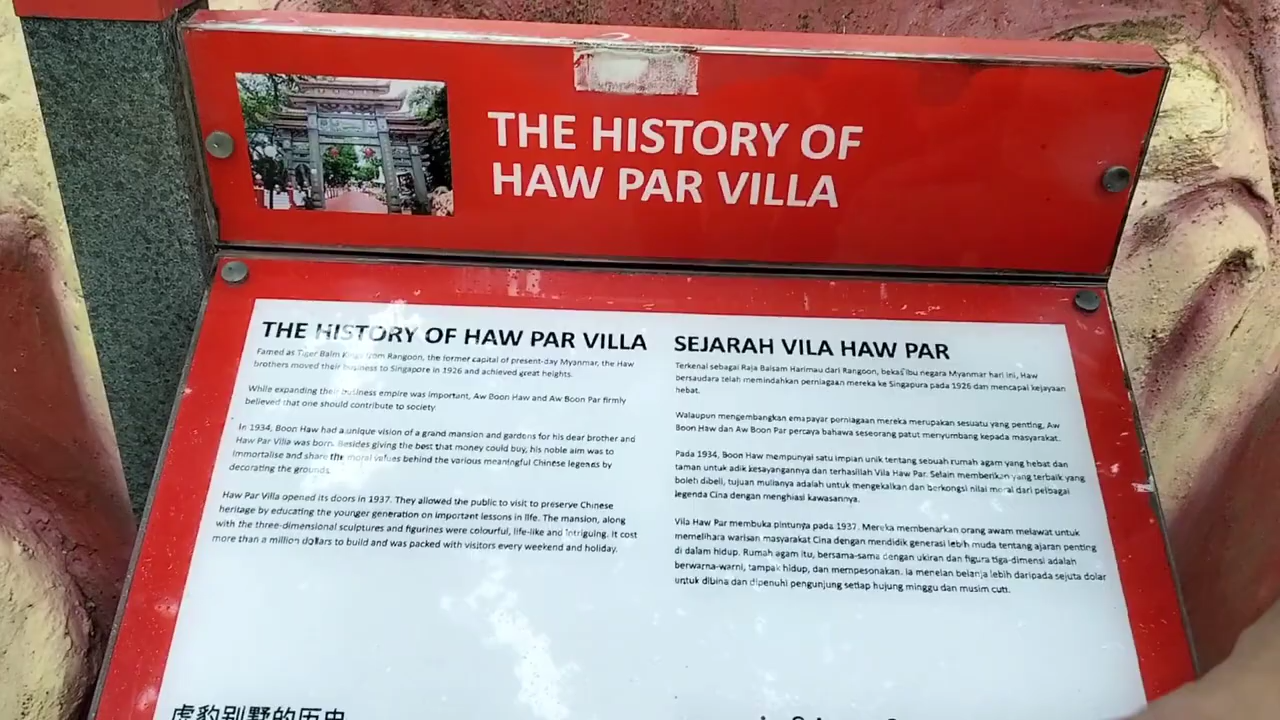 THE HISTORY OF
HAW PAR VILLA
THE HISTORY OF HAW PAR VILLA
Famed as Tiger Balm Kings from Rangoon, the former capital of present-day Myanmar, the Haw
brothers moved their business to Singapore in 1926 and achieved great heights.
While expanding their business empire was important, Aw Boon Haw and Aw Boon Par firmly
believed that one should contribute to society.
In 1934, Boon Haw had a unique vision of a grand mansion and gardens for his dear brother and
Haw Par Villa was born. Besides giving the best that money could buy, his noble aim was to
immortalise and share the moral values behind the various meaningful Chinese legends by
decorating the grounds.
Haw Par Villa opened its doors in 1937. They allowed the public to visit to preserve Chinese
heritage by educating the younger generation on important lessons in life. The mansion, along
with the three-dimensional sculptures and figurines were colourful, life-like and intriguing. It cost
more than a million dollars to build and was packed with visitors every weekend and holiday.
SEJARAH VILA HAW PAR
Terkenal sebagai Raja Balsam Harimau dari Rangoon, bekas ibu negara Myanmar hari ini, Haw
bersaudara telah memindahkan perniagaan mereka ke Singapura pada 1926 dan mencapai kejayaan
hebat.
Walaupun mengembangkan emapayar perniagaan mereka merupakan sesuatu yang penting, Aw
Boon Haw dan Aw Boon Par percaya bahawa seseorang patut menyumbang kepada masyarakat.
Pada 1934, Boon Haw mempunyai satu impian unik tentang sebuah rumah agam yang hebat dan
taman untuk adik kesayangannya dan terhasillah Vila Haw Par. Selain memberikan yang terbaik yang
boleh dibeli, tujuan mulianya adalah untuk mengekalkan dan berkongsi nilai moral dari pelbagai
legenda Cina dengan menghiasi kawasannya.
Vila Haw Par membuka pintunya pada 1937. Mereka membenarkan orang awam melawat untuk
memelihara warisan masyarakat Cina dengan mendidik generasi lebih muda tentang ajaran penting
di dalam hidup. Rumah agam itu, bersama-sama dengan ukiran dan figura tiga-dimensi adalah
berwarna-warni, tampak hidup, dan mempesonakan. Ia menelan belanja lebih daripada sejuta dolar
untuk dibina dan dipenuhi pengunjung setiap hujung minggu dan musim cuti.
虎豹别墅的历史